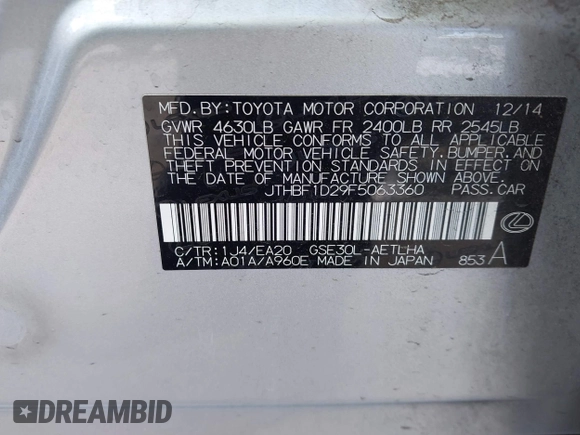 MFD.BY:TOYOTA MOTOR CORPORATION 12/14
GVWR 4630LB GAWR FR 2400LB RR 2545LB
THIS VEHICLE CONFORMS TO ALL APPLICABLE
FEDERAL MOTOR VEHICLE SAFETY,BUMPER,AND
THEFT PREVENTION STANDARDS IN EFFECT ON
THE DATE OF MANUFACTURE SHOWN ABOVE.
JTHBF1D29F5063360 PASS.CAR
C/TR:1J4/EA20 GSE30L-AETLHA
A/TM:A01A/A960E MADE IN JAPAN 853 A
DREAMBID